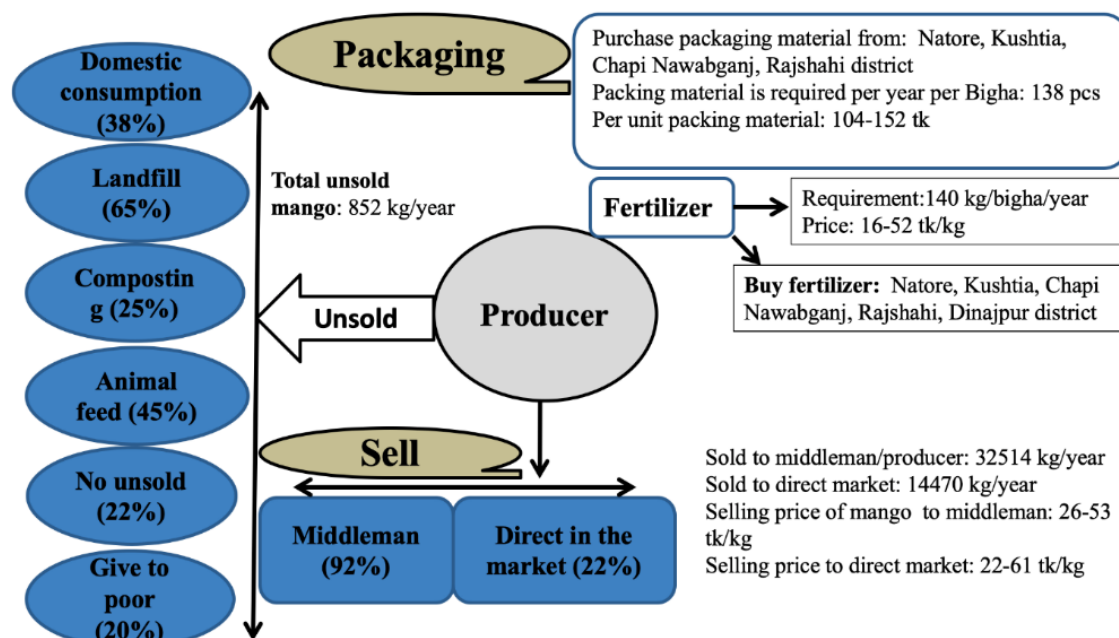 Packaging
Purchase packaging material from: Natore, Kushtia,
Chapi Nawabganj, Rajshahi district
Packing material is required per year per Bigha: 138 pcs
Per unit packing material: 104-152 tk
Domestic
consumption
(38%)
Landfill
(65%)
Compostin
g (25%)
Animal
feed (45%)
No unsold
(22%)
Give to
poor
(20%)
Total unsold
mango: 852 kg/year
Unsold
Producer
Fertilizer
Requirement:140 kg/bigha/year
Price: 16-52 tk/kg
Buy fertilizer: Natore, Kushtia, Chapi
Nawabganj, Rajshahi, Dinajpur district
Sell
Middleman
(92%)
Direct in the
market (22%)
Sold to middleman/producer: 32514 kg/year
Sold to direct market: 14470 kg/year
Selling price of mango to middleman: 26-53
tk/kg
Selling price to direct market: 22-61 tk/kg